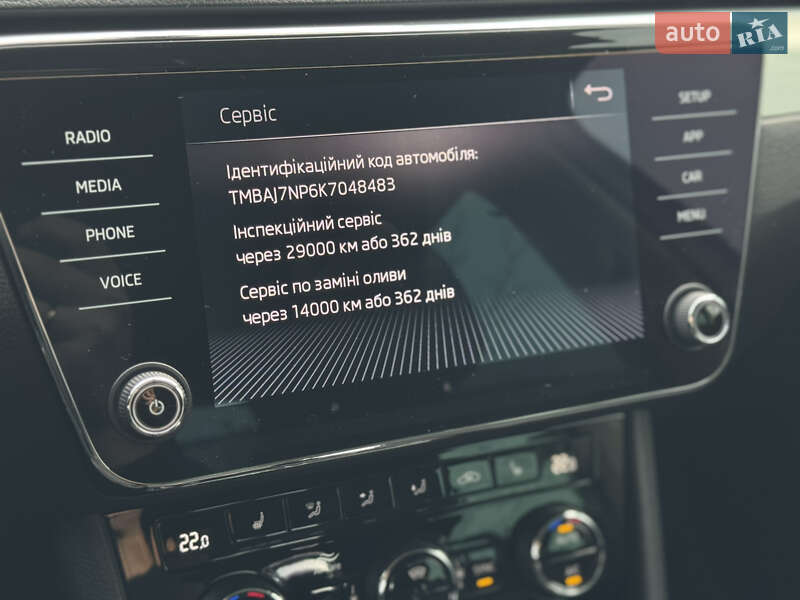 auto RIA
.com
Сервіс
RADIO
MEDIA
PHONE
VOICE
Ідентифікаційний код автомобіля:
TMBAJ7NP6K7048483
Інспекційний сервіс
через 29000 км або 362 днів
Сервіс по заміні оливи
через 14000 км або 362 днів
SETUP
APP
CAR
MENU
22.0